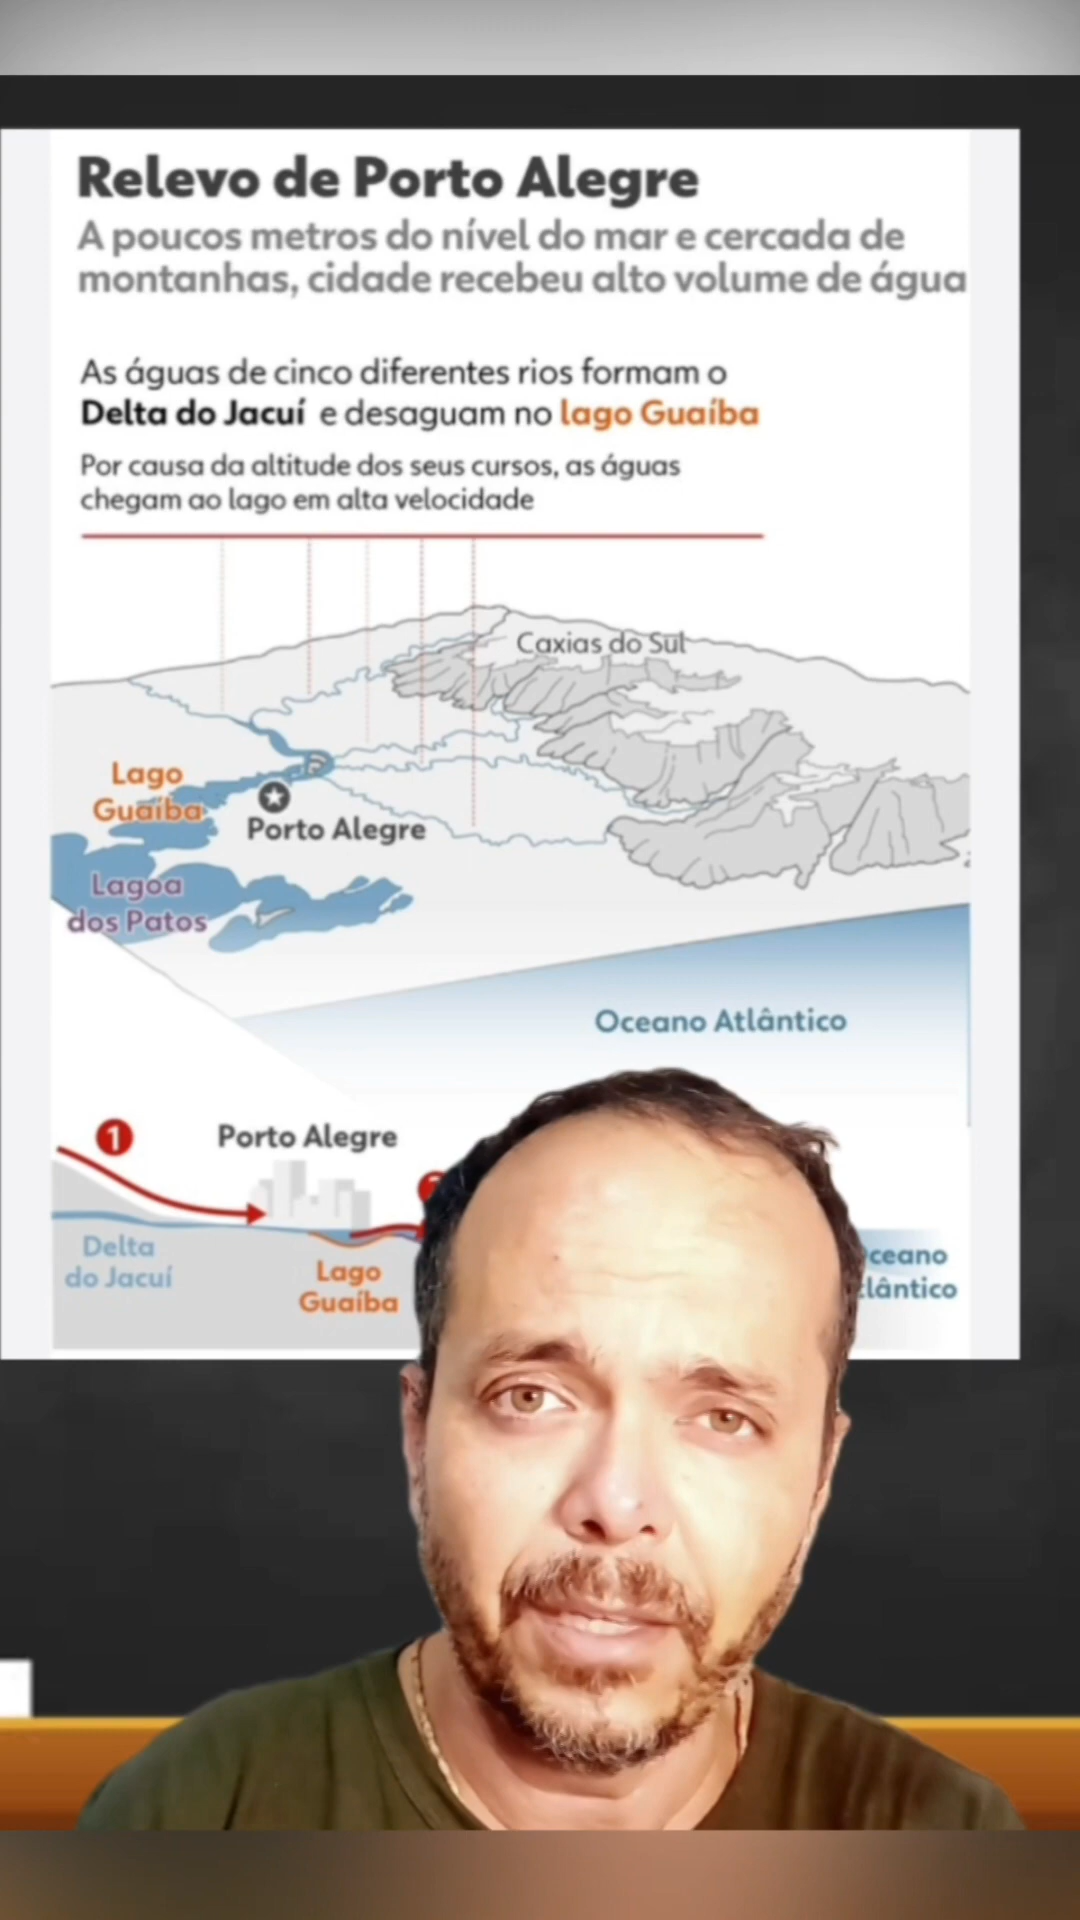 Relevo de Porto Alegre
A poucos metros do nível do mar e cercada de
montanhas, cidade recebeu alto volume de água
As águas de cinco diferentes rios formam o
Delta do Jacuí e desaguam no lago Guaíba
Por causa da altitude dos seus cursos, as águas
chegam ao lago em alta velocidade
Caxias do Sul
Lago
Guaíba
Porto Alegre
Lagoa
dos Patos
Oceano Atlântico
1
Porto Alegre
Delta
do Jacuí
Lago
Guaíba
ceano
tlântico